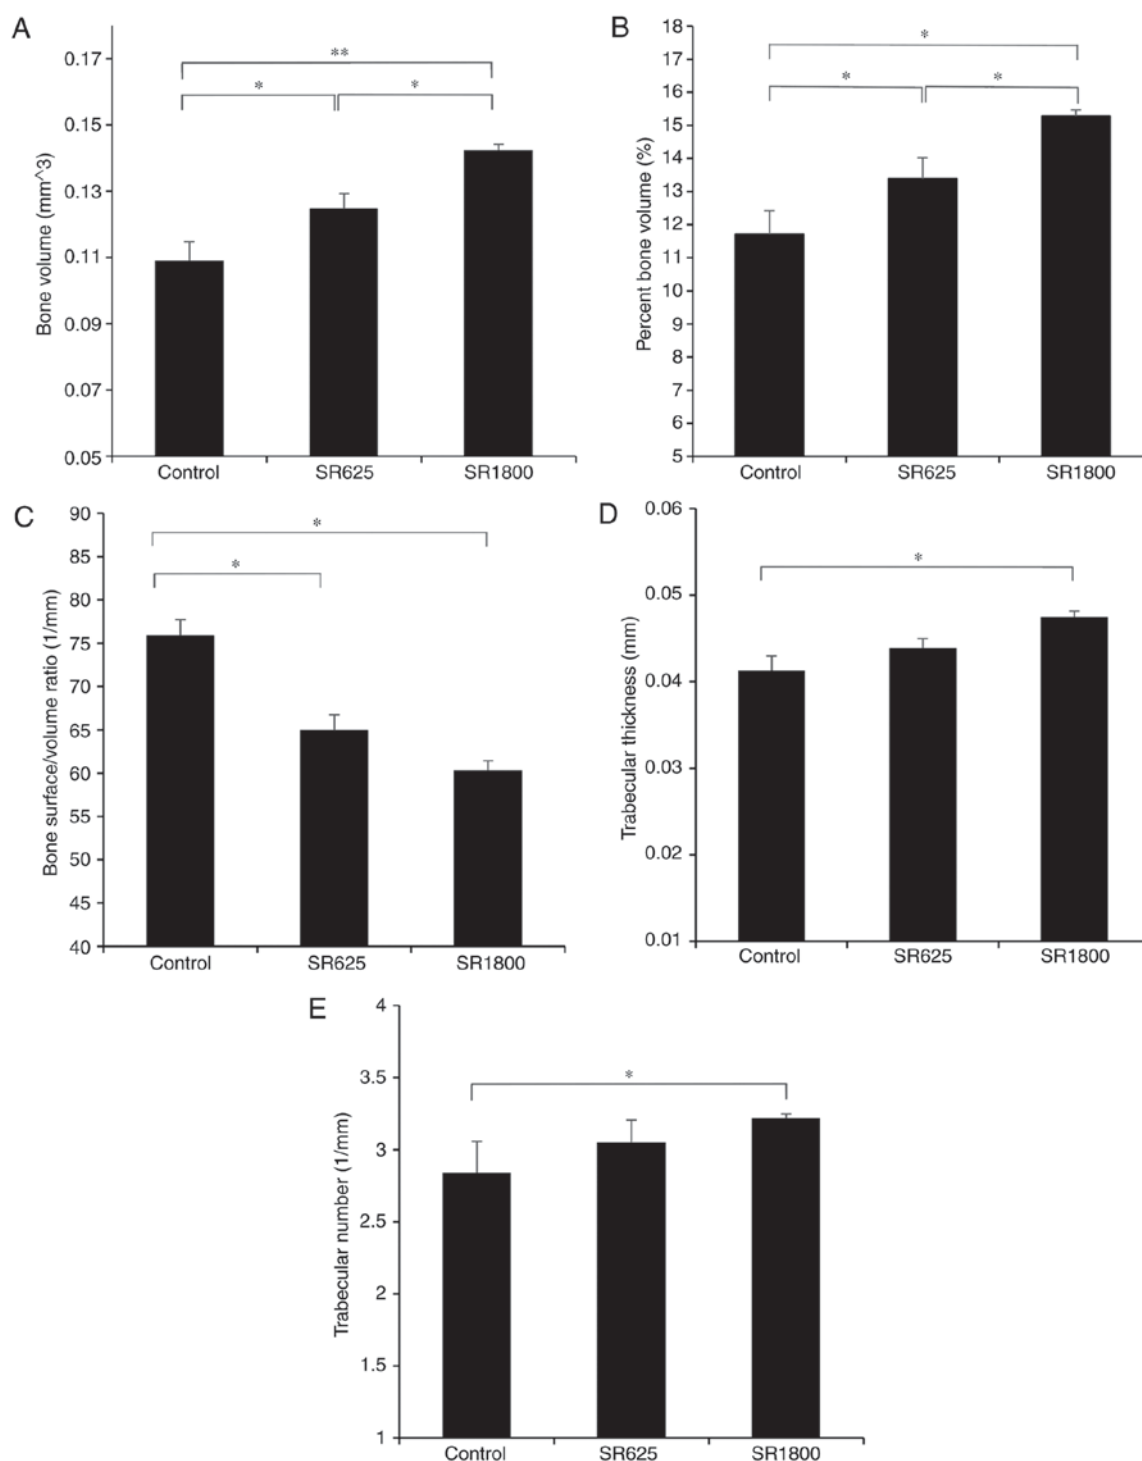 A
Bone volume (mm^3)
0.17
0.15
0.13
0.11
0.09
0.07
0.05
**
*
*
Control
SR625
SR1800
B
Percent bone volume (%)
18
17
16
15
14
13
12
11
10
9
8
7
6
5
*
*
*
Control
SR625
SR1800
C
Bone surface/volume ratio (1/mm)
90
85
80
75
70
65
60
55
50
45
40
*
*
Control
SR625
SR1800
D
Trabecular thickness (mm)
0.06
0.05
0.04
0.03
0.02
0.01
*
Control
SR625
SR1800
E
Trabecular number (1/mm)
4
3.5
3
2.5
2
1.5
1
*
Control
SR625
SR1800